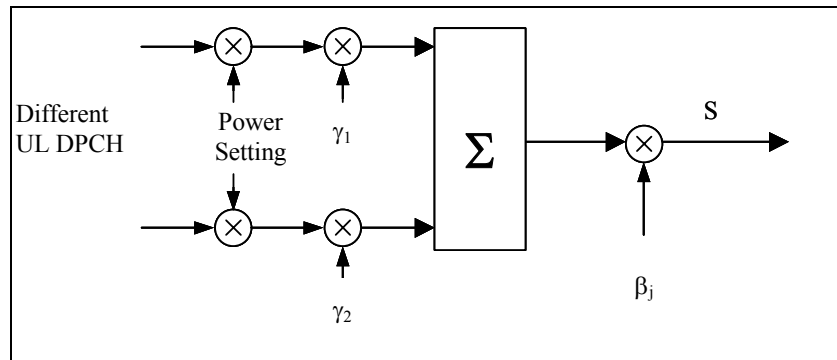 Different
UL DPCH
Power
Setting
γ1
Σ
S
γ2
βj